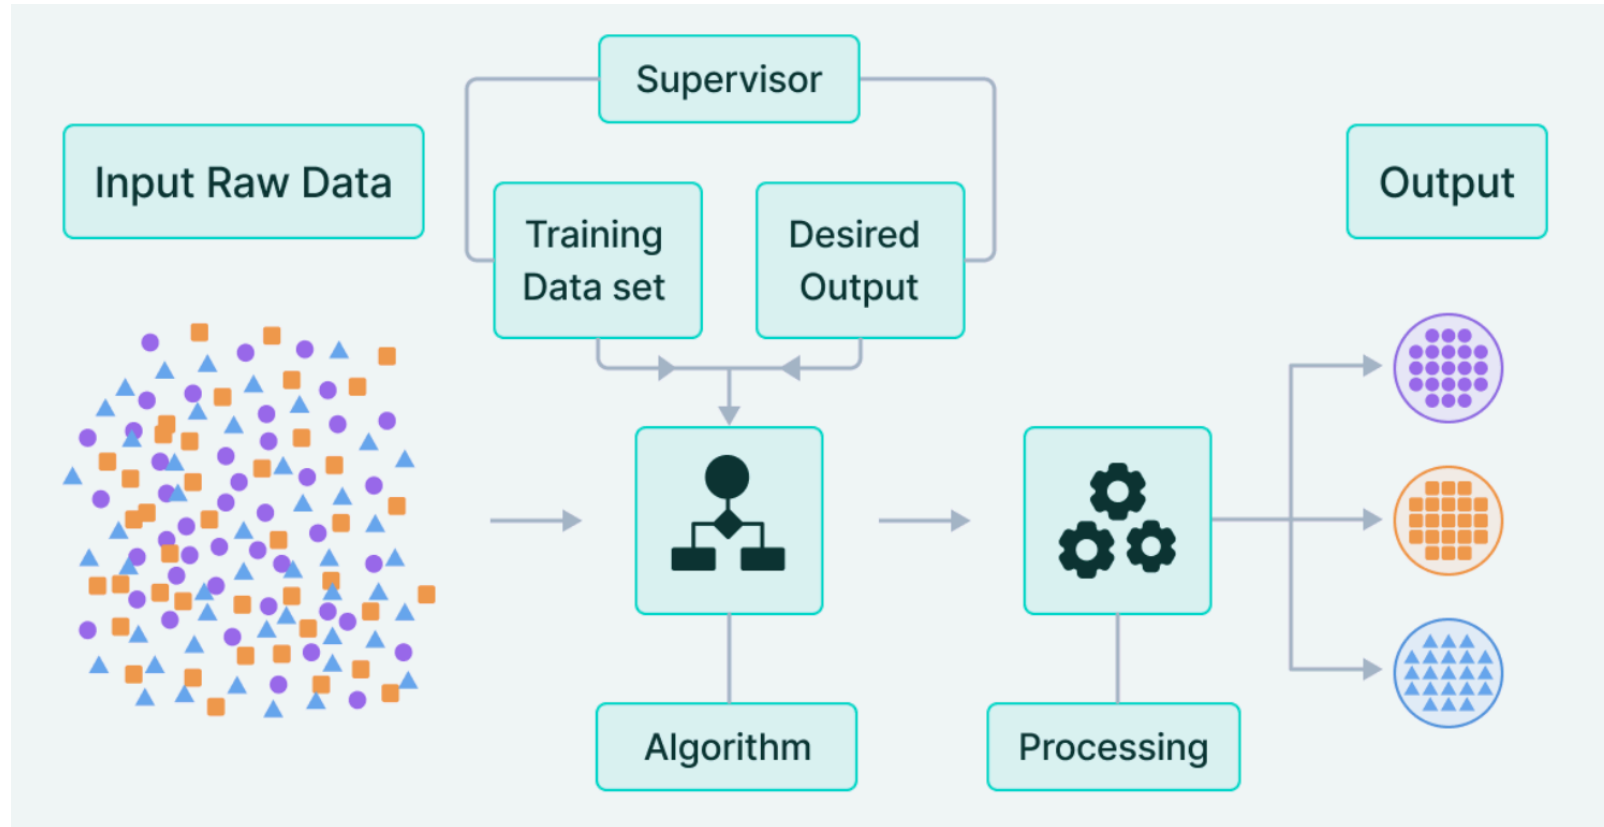 Supervisor
Input Raw Data
Training
Data set
Desired
Output
Output
Algorithm
Processing